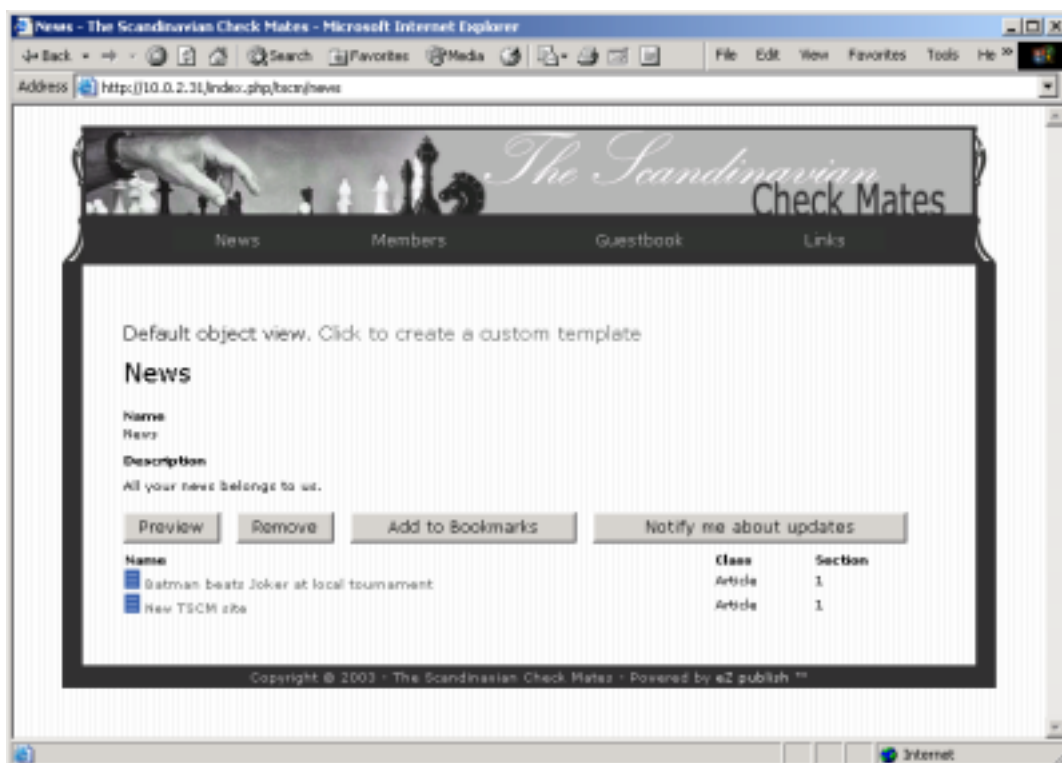 News - The Scandinavian Check Mates - Microsoft Internet Explorer
Back Search Favorites Media File Edit View Favorites Tools He »
Address http://10.0.2.31/index.php/tscm/news
The Scandinavian
Check Mates
News Members Guestbook Links
Default object view. Click to create a custom template
News
Name
News
Description
All your news belongs to us.
Preview Remove Add to Bookmarks Notify me about updates
Name Class Section
Batman beats Joker at local tournament Article 1
New TSCM site Article 1
Copyright © 2003 - The Scandinavian Check Mates - Powered by eZ publish ™
Internet